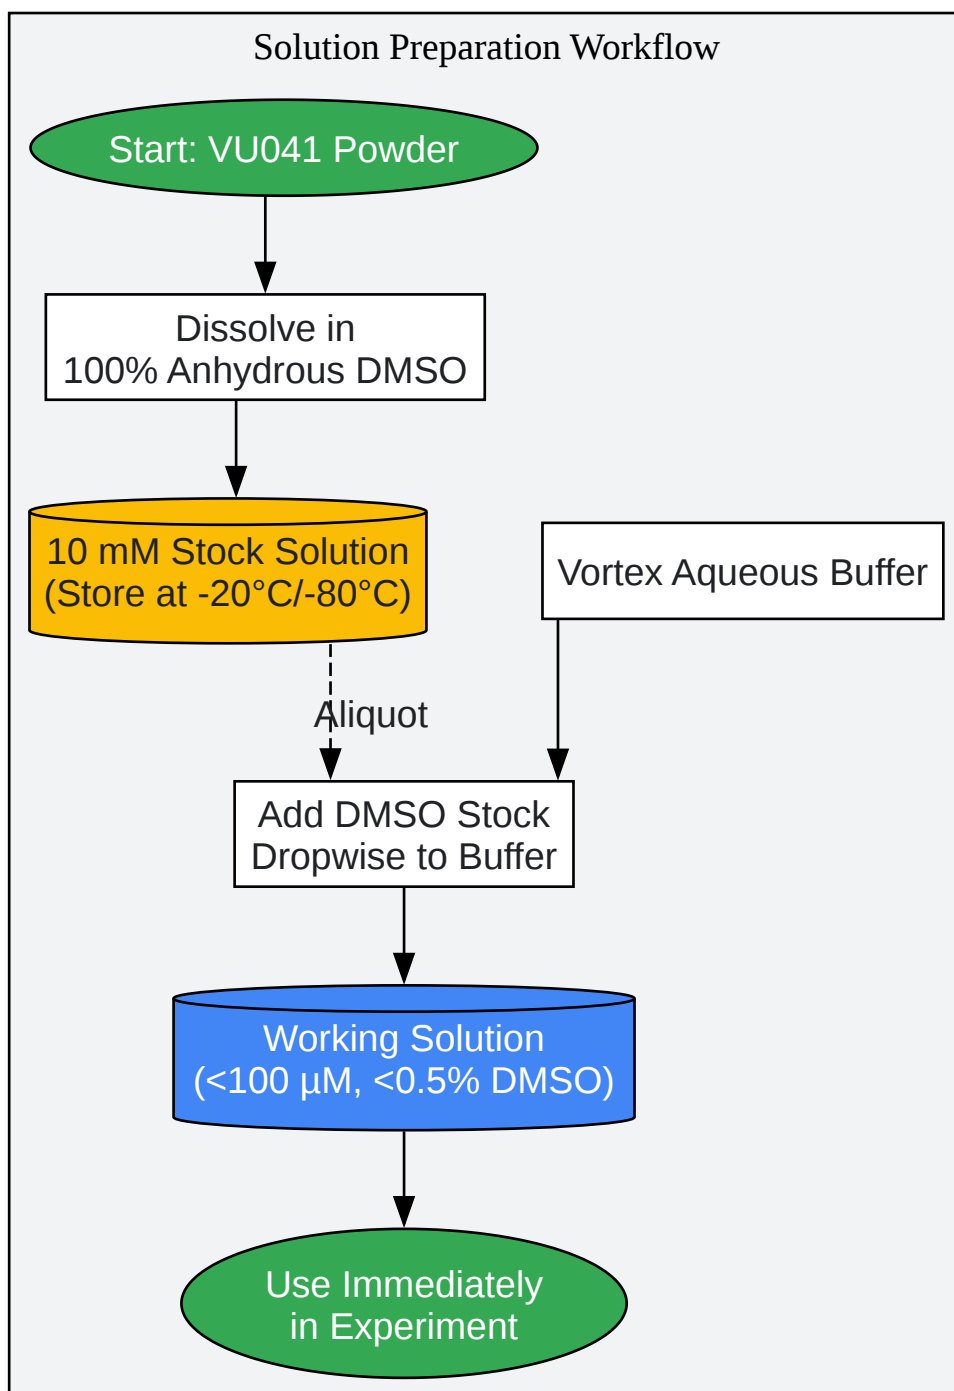 Solution Preparation Workflow
Start: VU041 Powder
Dissolve in
100% Anhydrous DMSO
10 mM Stock Solution
(Store at -20°C/-80°C)
Vortex Aqueous Buffer
Aliquot
Add DMSO Stock
Dropwise to Buffer
Working Solution
(<100 µM, <0.5% DMSO)
Use Immediately
in Experiment